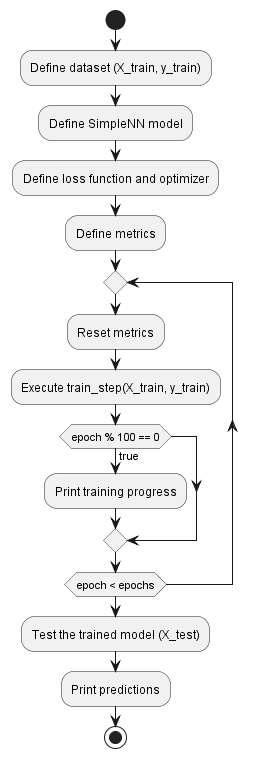 Define dataset (X_train, y_train)
Define SimpleNN model
Define loss function and optimizer
Define metrics
Reset metrics
Execute train_step(X_train, y_train)
epoch % 100 == 0
true
Print training progress
epoch < epochs
Test the trained model (X_test)
Print predictions